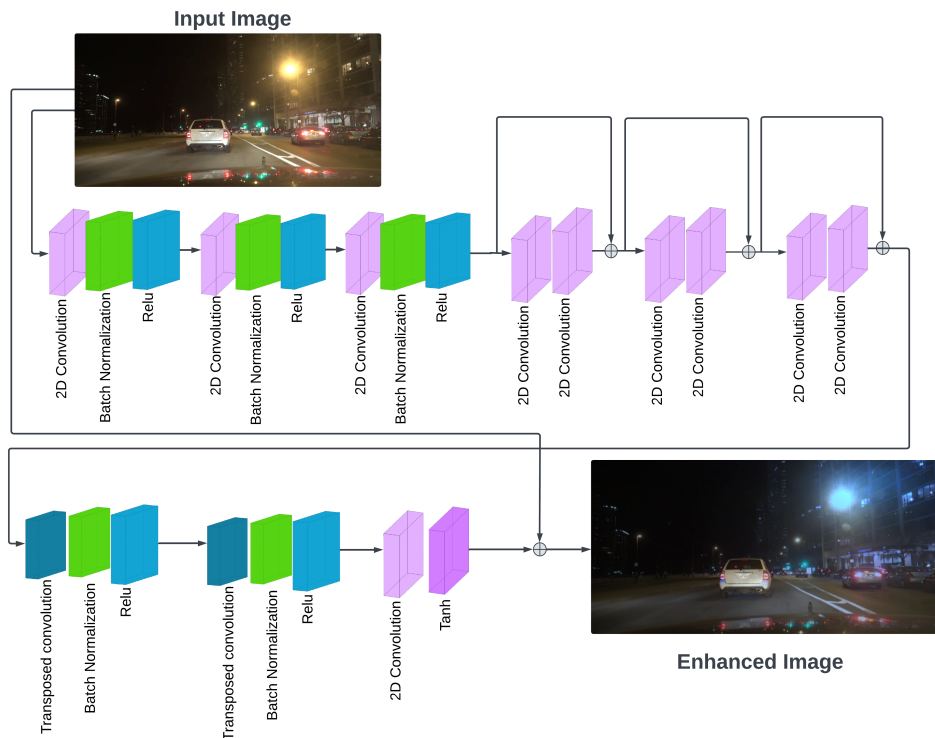 Input Image
2D Convolution
Batch Normalization
Relu
2D Convolution
Batch Normalization
Relu
2D Convolution
Batch Normalization
Relu
2D Convolution
2D Convolution
2D Convolution
2D Convolution
2D Convolution
2D Convolution
Transposed convolution
Batch Normalization
Relu
Transposed convolution
Batch Normalization
Relu
2D Convolution
Tanh
Enhanced Image